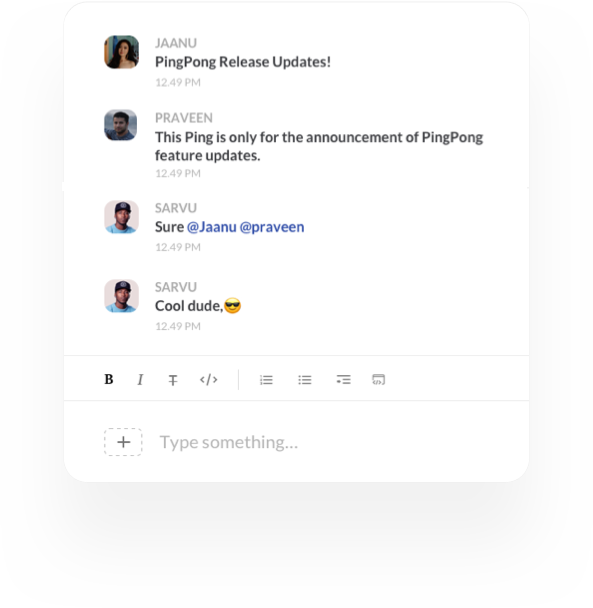 JAANU
PingPong Release Updates!
12.49 PM
PRAVEEN
This Ping is only for the announcement of PingPong
feature updates.
12.49 PM
SARVU
Sure @Jaanu @praveen
12.49 PM
SARVU
Cool dude,😎
12.49 PM
B I T </>
Type something...